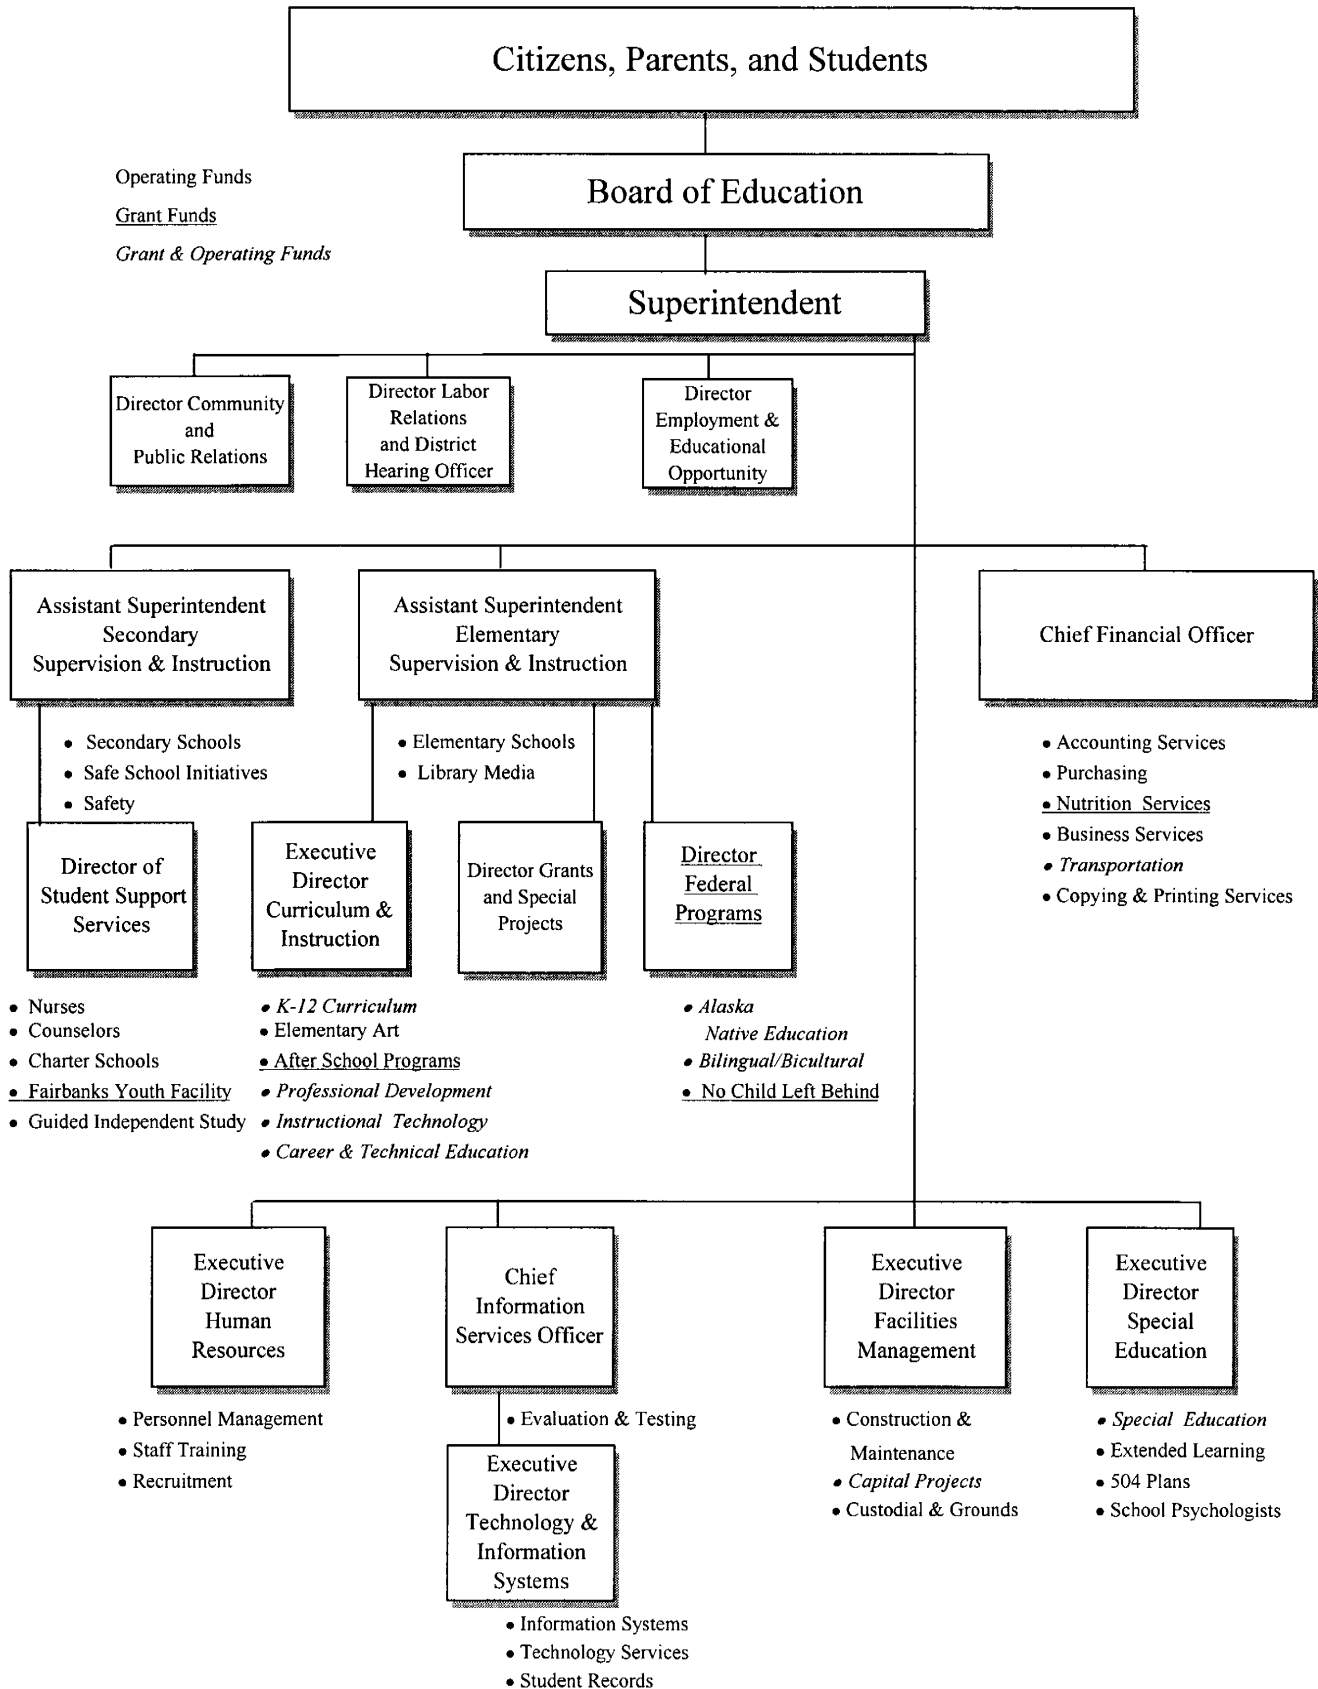 Citizens, Parents, and Students
Board of Education
Operating Funds
Grant Funds
Grant & Operating Funds
Superintendent
Director Community
and
Public Relations
Director Labor
Relations
and District
Hearing Officer
Director
Employment &
Educational
Opportunity
Assistant Superintendent
Secondary
Supervision & Instruction
Assistant Superintendent
Elementary
Supervision & Instruction
Chief Financial Officer
• Secondary Schools
• Safe School Initiatives
• Safety
• Elementary Schools
• Library Media
• Accounting Services
• Purchasing
• Nutrition Services
• Business Services
• Transportation
• Copying & Printing Services
Director of
Student Support
Services
Executive
Director
Curriculum &
Instruction
Director Grants
and Special
Projects
Director
Federal
Programs
• Nurses
• Counselors
• Charter Schools
• Fairbanks Youth Facility
• Guided Independent Study
• K-12 Curriculum
• Elementary Art
• After School Programs
• Professional Development
• Instructional Technology
• Career & Technical Education
• Alaska
Native Education
• Bilingual/Bicultural
• No Child Left Behind
Executive
Director
Human
Resources
Chief
Information
Services Officer
Executive
Director
Facilities
Management
Executive
Director
Special
Education
• Personnel Management
• Staff Training
• Recruitment
• Evaluation & Testing
Executive
Director
Technology &
Information
Systems
• Information Systems
• Technology Services
• Student Records
• Construction &
Maintenance
• Capital Projects
• Custodial & Grounds
• Special Education
• Extended Learning
• 504 Plans
• School Psychologists